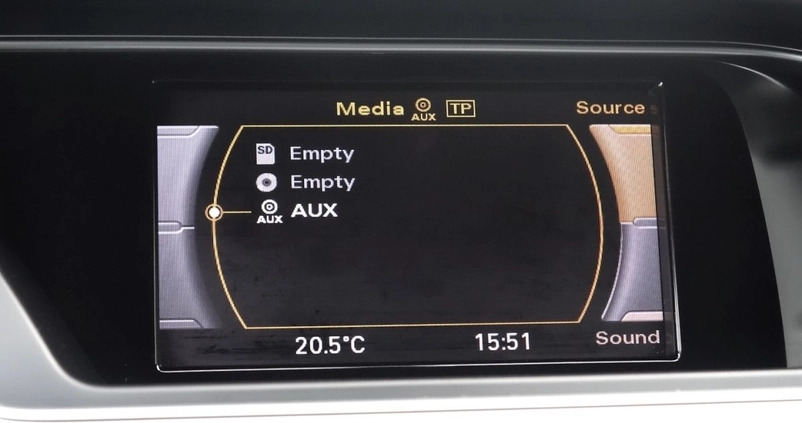 Media AUX TP Source
SD Empty
Empty
AUX AUX
20.5°C 15:51 Sound